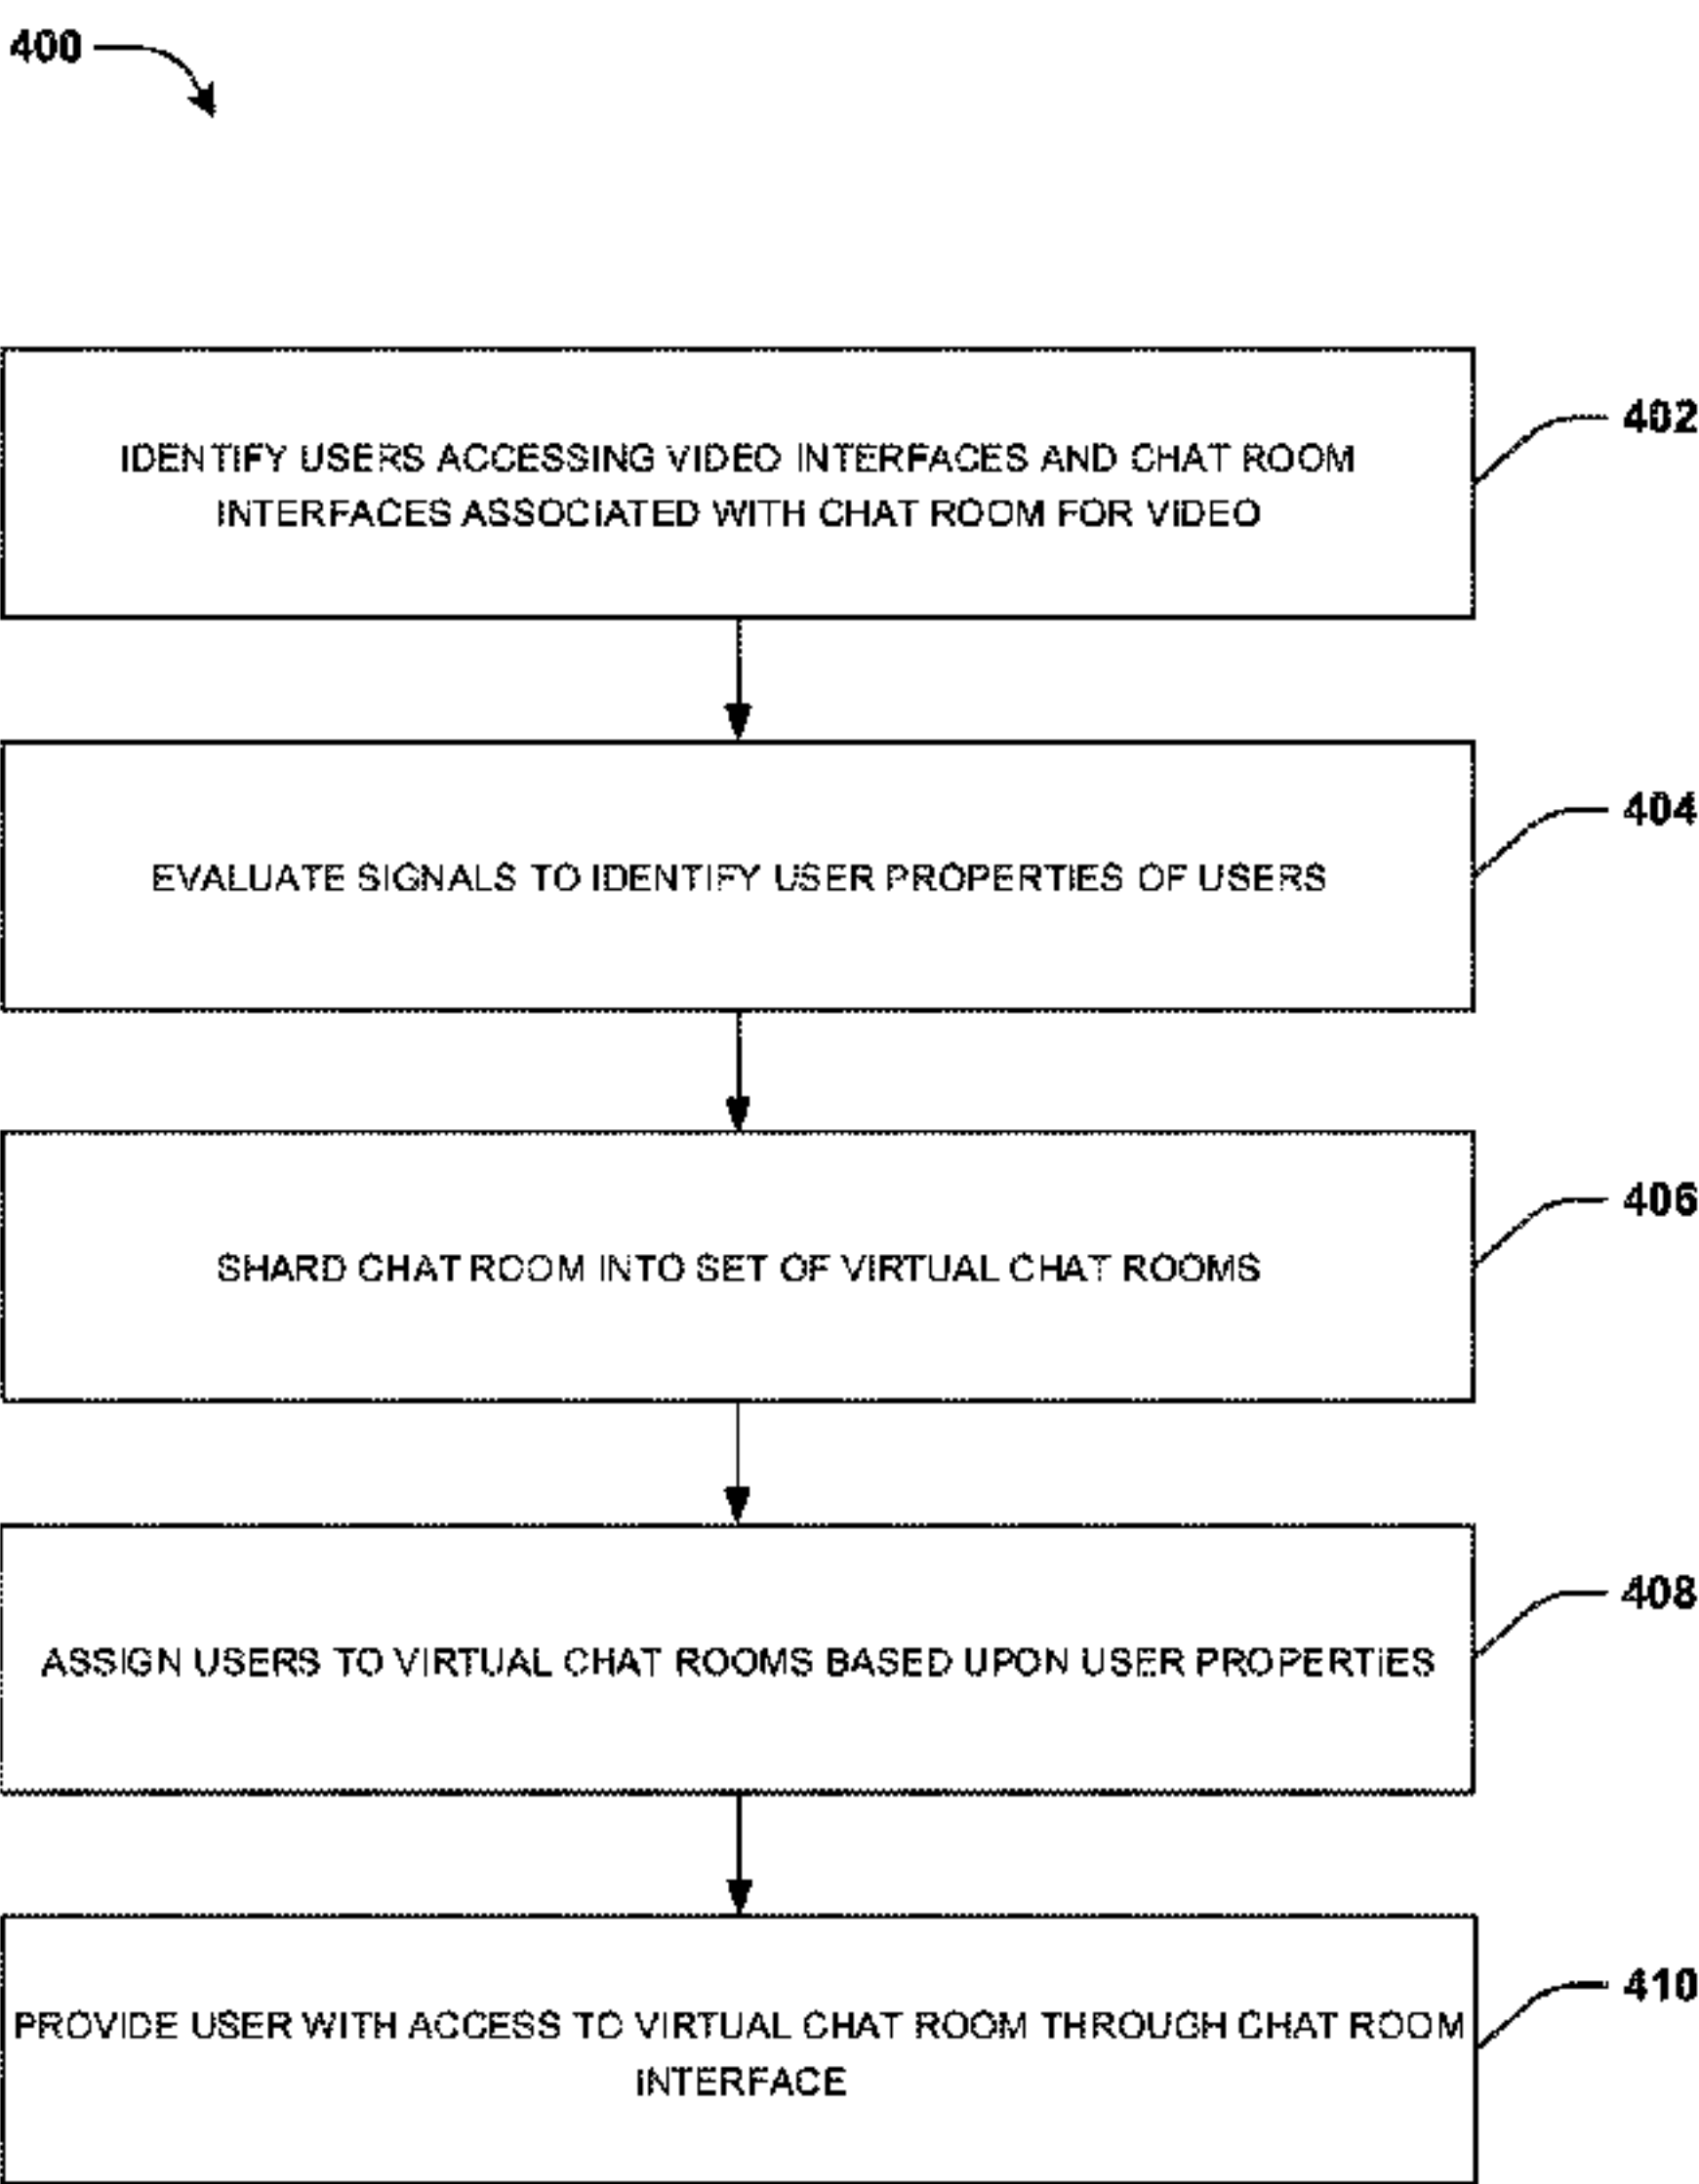 400
IDENTIFY USERS ACCESSING VIDEO INTERFACES AND CHAT ROOM
INTERFACES ASSOCIATED WITH CHAT ROOM FOR VIDEO
402
EVALUATE SIGNALS TO IDENTIFY USER PROPERTIES OF USERS
404
SHARD CHAT ROOM INTO SET OF VIRTUAL CHAT ROOMS
406
ASSIGN USERS TO VIRTUAL CHAT ROOMS BASED UPON USER PROPERTIES
408
PROVIDE USER WITH ACCESS TO VIRTUAL CHAT ROOM THROUGH CHAT ROOM
INTERFACE
410